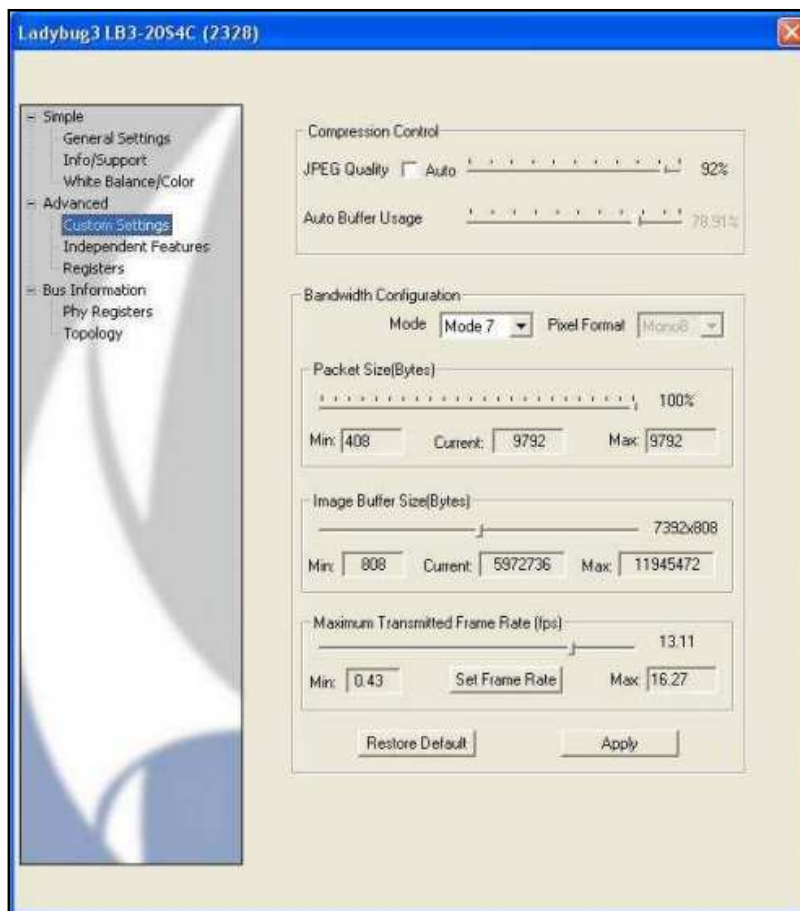 Ladybug3 LB3-20S4C (2328)
Simple
General Settings
Info/Support
White Balance/Color
Advanced
Custom Settings
Independent Features
Registers
Bus Information
Phy Registers
Topology
Compression Control
JPEG Quality Auto 92%
Auto Buffer Usage 78.91%
Bandwidth Configuration
Mode Mode 7 Pixel Format Mono8
Packet Size(Bytes)
100%
Min: 408 Current: 9792 Max: 9792
Image Buffer Size(Bytes)
7392x808
Min: 808 Current: 5972736 Max: 11945472
Maximum Transmitted Frame Rate (fps)
13.11
Min: 0.43 Set Frame Rate Max: 16.27
Restore Default Apply